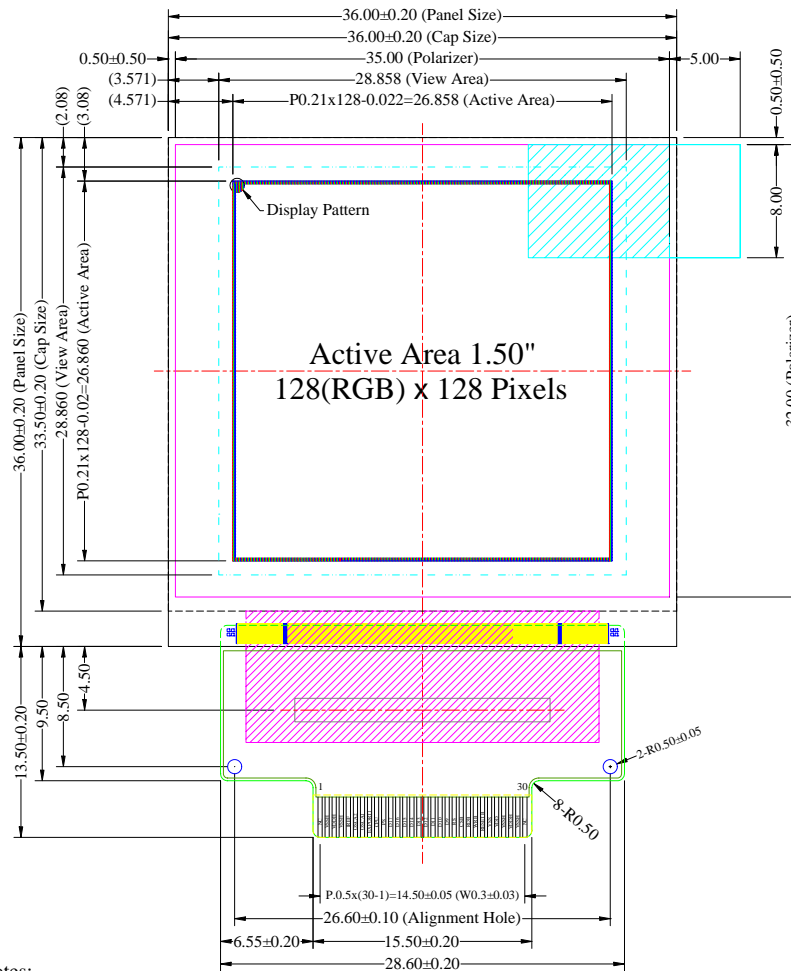 36.00±0.20 (Panel Size)
36.00±0.20 (Cap Size)
0.50±0.50
35.00 (Polarizer)
5.00
(3.571)
28.858 (View Area)
(4.571)
P0.21x128-0.022=26.858 (Active Area)
0.50±0.50
(2.08)
(3.08)
8.00
Display Pattern
36.00±0.20 (Panel Size)
33.50±0.20 (Cap Size)
28.860 (View Area)
P0.21x128-0.02=26.860 (Active Area)
Active Area 1.50"
128(RGB) x 128 Pixels
13.50±0.20
9.50
8.50
4.50
2-R0.50±0.05
1
30
8-R0.50
P.0.5x(30-1)=14.50±0.05 (W0.3±0.03)
26.60±0.10 (Alignment Hole)
6.55±0.20
15.50±0.20
28.60±0.20